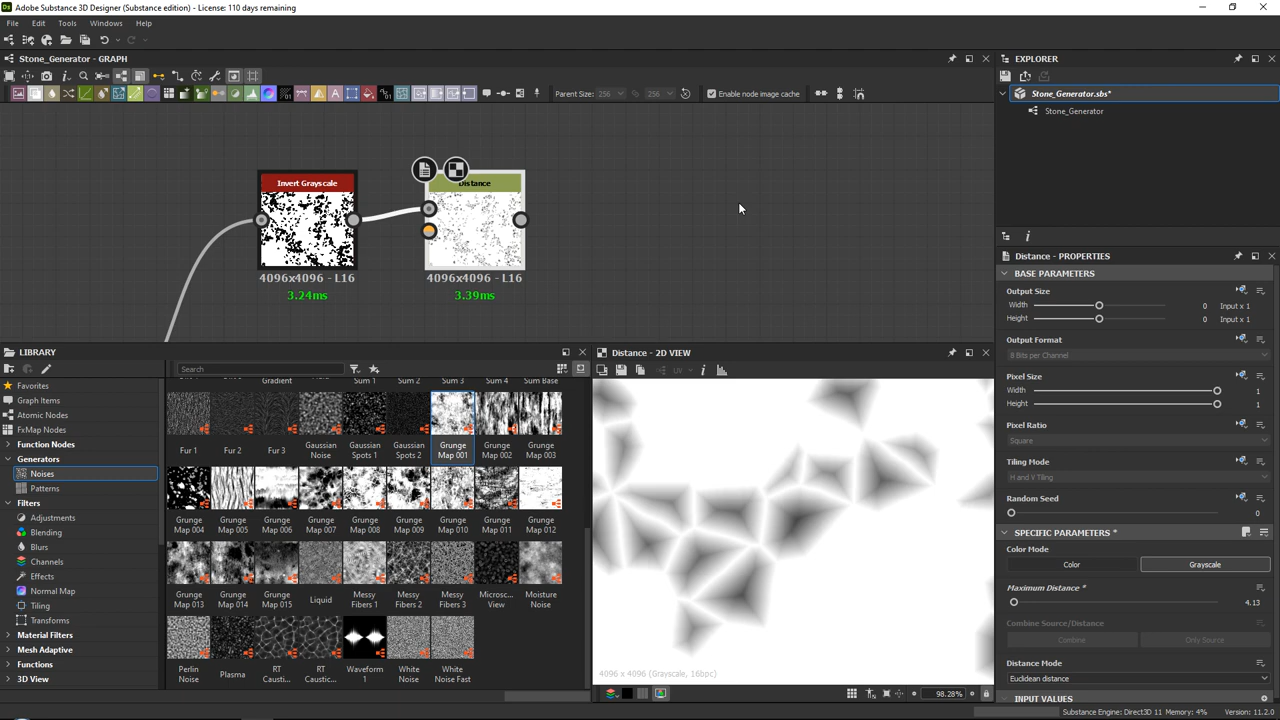 Adobe Substance 3D Designer (Substance edition) - License: 110 days remaining
File Edit Tools Windows Help
Stone_Generator - GRAPH
Parent Size: 256 256 Enable node image cache
Invert Grayscale
4096x4096 - L16
3.24ms
Distance
4096x4096 - L16
3.39ms
LIBRARY
Search
Favorites
Graph Items
Atomic Nodes
FxMap Nodes
Function Nodes
Generators
Noises
Patterns
Filters
Adjustments
Blending
Blurs
Channels
Effects
Normal Map
Tiling
Transforms
Material Filters
Mesh Adaptive
Functions
3D View
Gradient Sum 1 Sum 2 Sum 3 Sum 4 Sum Base
Fur 1 Fur 2 Fur 3 Gaussian Noise Gaussian Spots 1 Gaussian Spots 2 Grunge Map 001 Grunge Map 002 Grunge Map 003
Grunge Map 004 Grunge Map 005 Grunge Map 006 Grunge Map 007 Grunge Map 008 Grunge Map 009 Grunge Map 010 Grunge Map 011 Grunge Map 012
Grunge Map 013 Grunge Map 014 Grunge Map 015 Liquid Messy Fibers 1 Messy Fibers 2 Messy Fibers 3 Microsc... View Moisture Noise
Perlin Noise Plasma RT Causti... RT Causti... Waveform 1 White Noise White Noise Fast
Distance - 2D VIEW
UV
4096 x 4096 (Grayscale, 16bpc)
98.28%
EXPLORER
Stone_Generator.sbs*
Stone_Generator
Distance - PROPERTIES
BASE PARAMETERS
Output Size
Width 0 Input x 1
Height 0 Input x 1
Output Format
8 Bits per Channel
Pixel Size
Width 1
Height 1
Pixel Ratio
Square
Tiling Mode
H and V Tiling
Random Seed
0
SPECIFIC PARAMETERS *
Color Mode
Color Grayscale
Maximum Distance *
4.13
Combine Source/Distance
Combine Only Source
Distance Mode
Euclidean distance
INPUT VALUES
Substance Engine: Direct3D 11 Memory: 4% Version: 11.2.0